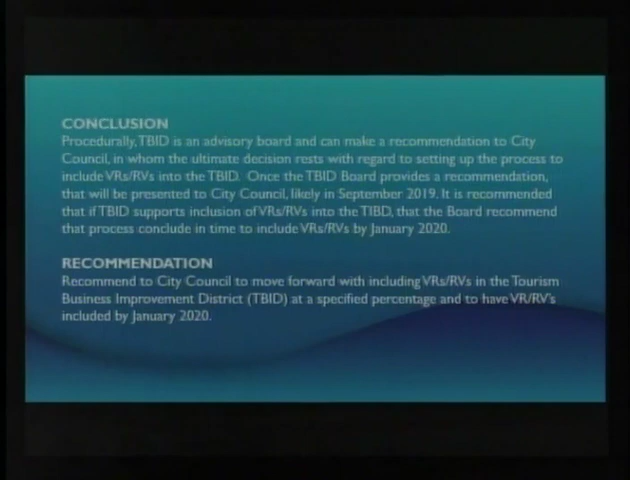 CONCLUSION
Procedurally, TBID is an advisory board and can make a recommendation to City
Council, in whom the ultimate decision rests with regard to setting up the process to
include VRs/RVs into the TBID. Once the TBID Board provides a recommendation,
that will be presented to City Council, likely in September 2019. It is recommended
that if TBID supports inclusion of VRs/RVs into the TIBD, that the Board recommend
that process conclude in time to include VRs/RVs by January 2020.
RECOMMENDATION
Recommend to City Council to move forward with including VRs/RVs in the Tourism
Business Improvement District (TBID) at a specified percentage and to have VR/RV's
included by January 2020.